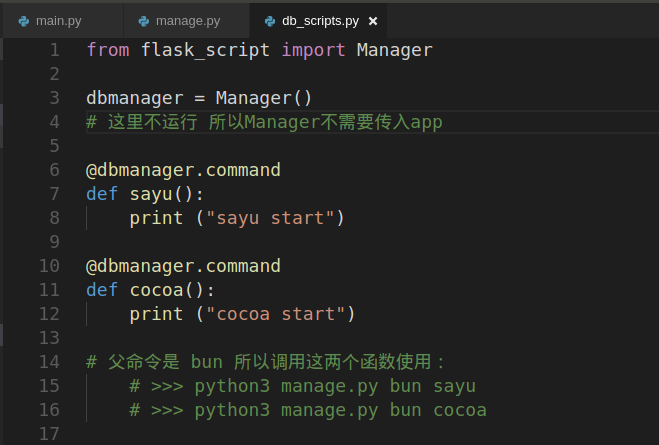 main.py manage.py db_scripts.py ×
1 from flask_script import Manager
2
3 dbmanager = Manager()
4 # 这里不运行 所以Manager不需要传入app
5
6 @dbmanager.command
7 def sayu():
8     print ("sayu start")
9
10 @dbmanager.command
11 def cocoa():
12     print ("cocoa start")
13
14 # 父命令是 bun 所以调用这两个函数使用：
15     # >>> python3 manage.py bun sayu
16     # >>> python3 manage.py bun cocoa
17